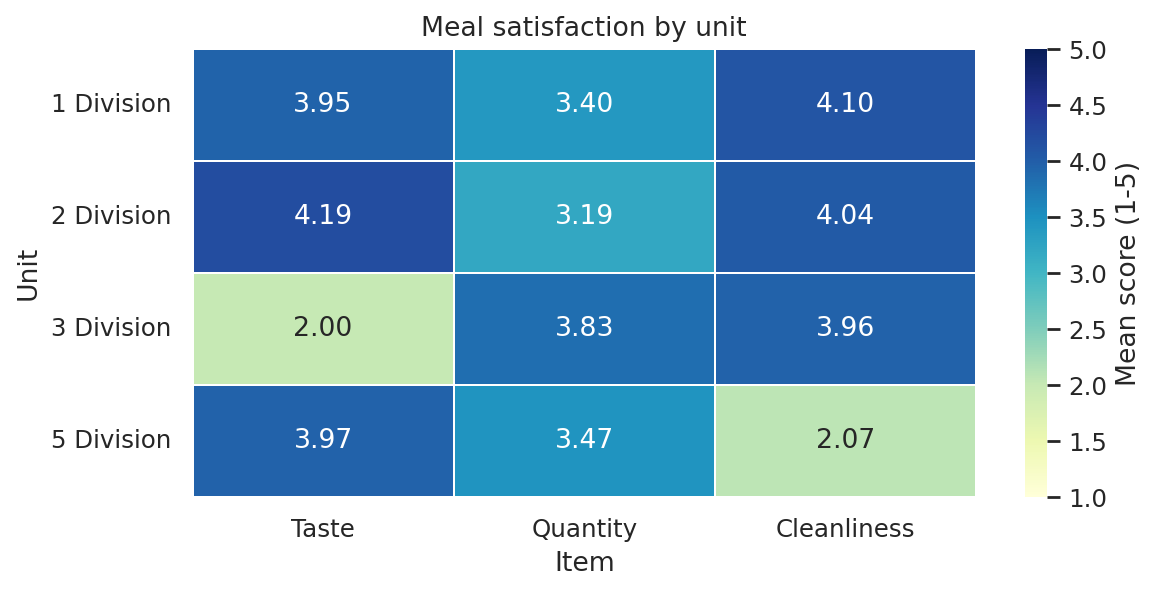 Meal satisfaction by unit
Unit
1 Division 3.95 3.40 4.10
2 Division 4.19 3.19 4.04
3 Division 2.00 3.83 3.96
5 Division 3.97 3.47 2.07
Taste Quantity Cleanliness
Item
5.0
4.5
4.0
3.5
3.0
2.5
2.0
1.5
1.0
Mean score (1-5)